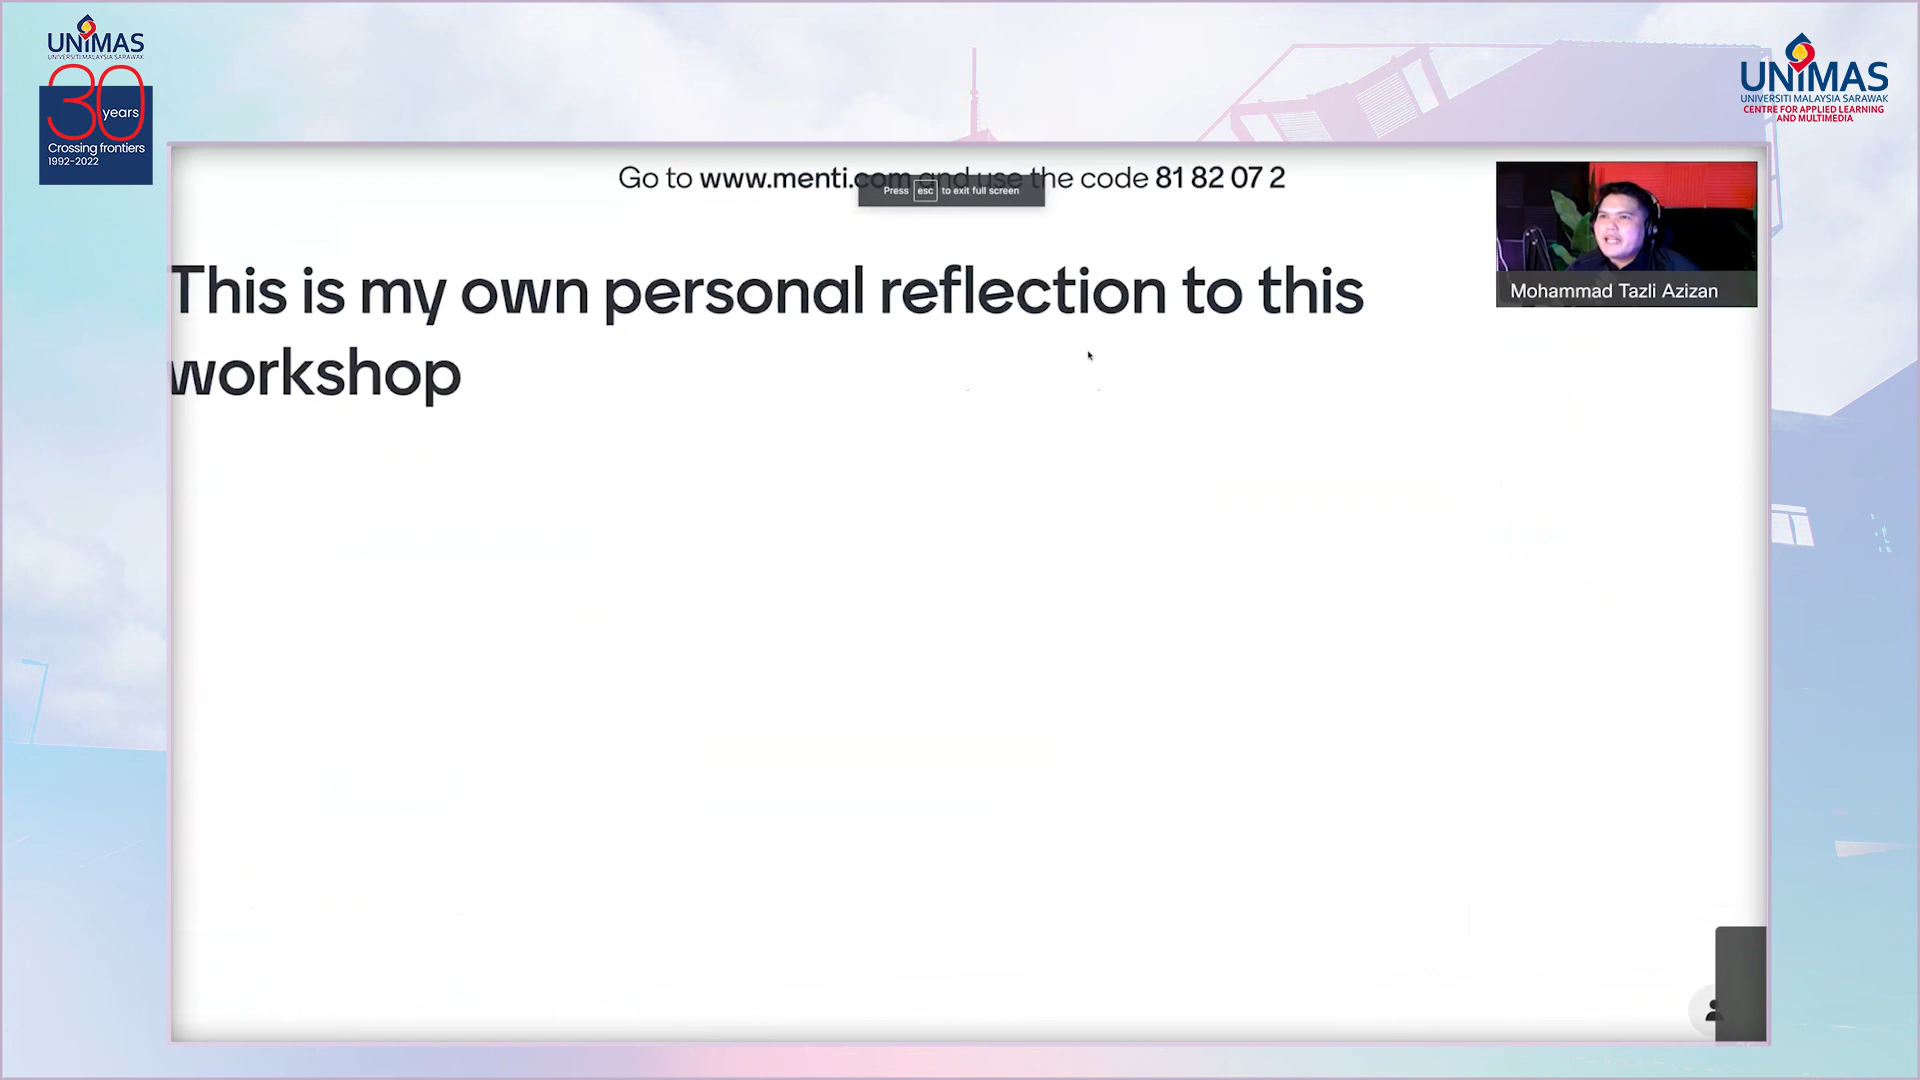 UNIMAS
UNIVERSITI MALAYSIA SARAWAK
30
years
Crossing frontiers
1992-2022
UNIMAS
UNIVERSITI MALAYSIA SARAWAK
CENTRE FOR APPLIED LEARNING
AND MULTIMEDIA
Go to www.menti.com and use the code 81 82 07 2
Press esc to exit full screen
Mohammad Tazli Azizan
This is my own personal reflection to this
workshop